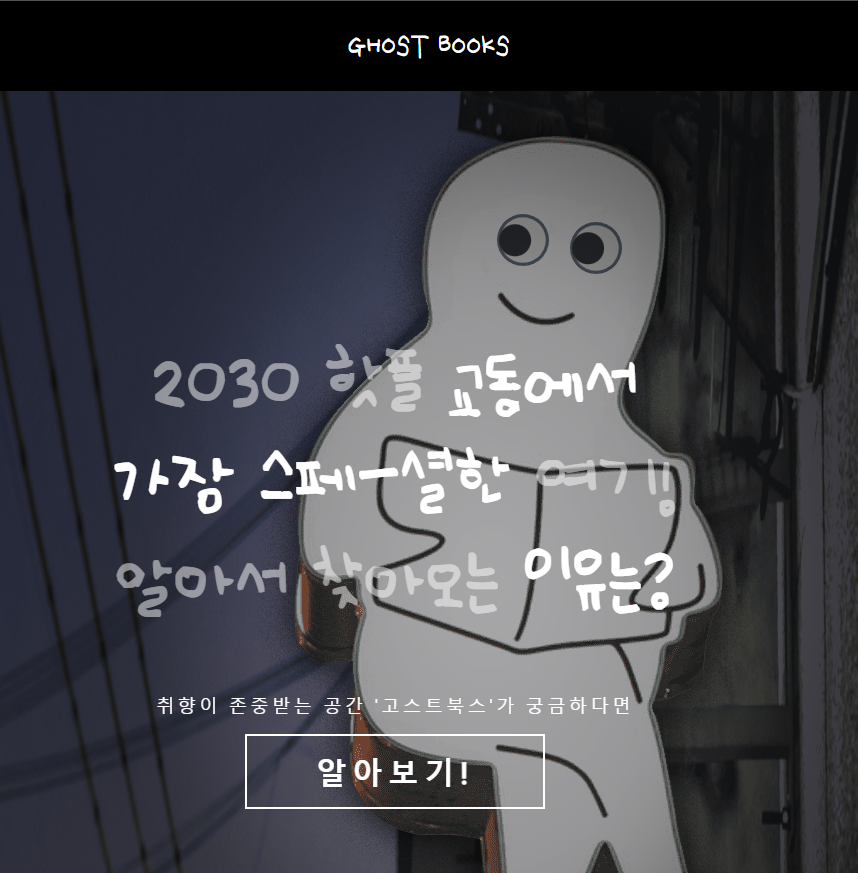 GHOST BOOKS
2030 핫플 교동에서
가장 스페-셜한 여길
알아서 찾아오는 이유는?
취향이 존중받는 공간 '고스트북스'가 궁금하다면
알아보기!